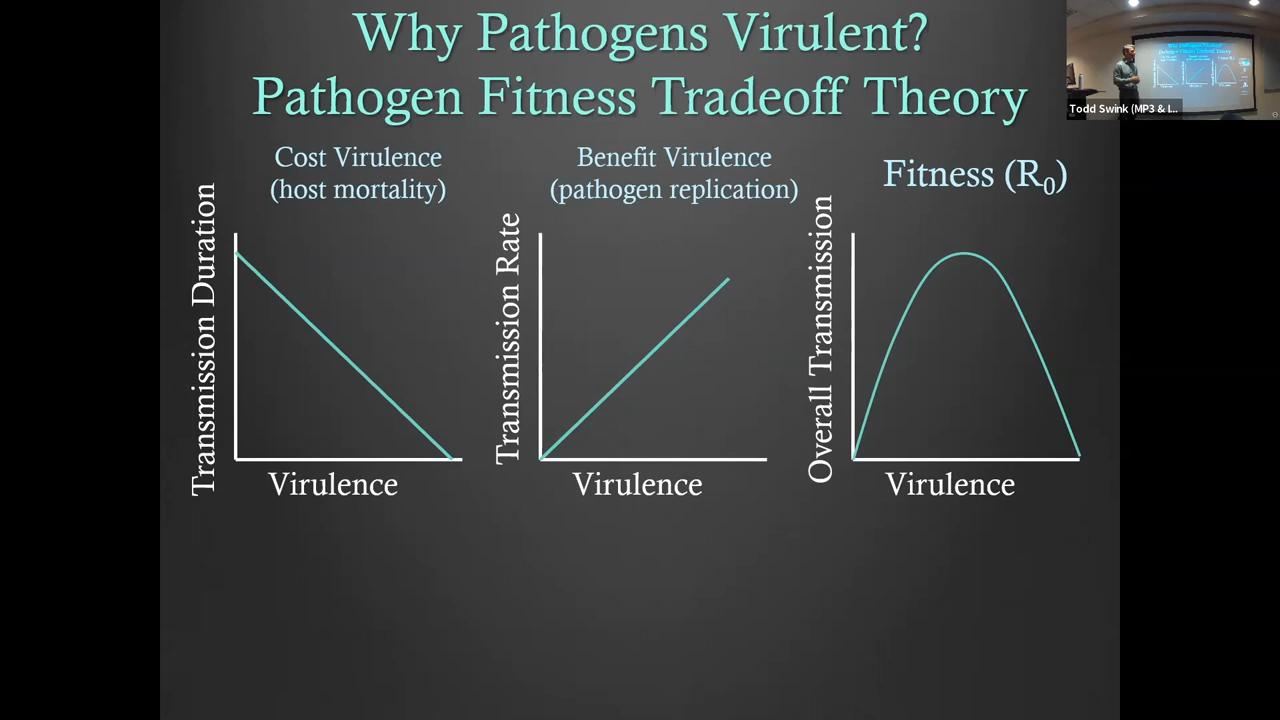 Why Pathogens Virulent?
Pathogen Fitness Tradeoff Theory
Cost Virulence
(host mortality)
Transmission Duration
Virulence
Benefit Virulence
(pathogen replication)
Transmission Rate
Virulence
Fitness (R₀)
Overall Transmission
Virulence
Todd Swink (MP3 & I...